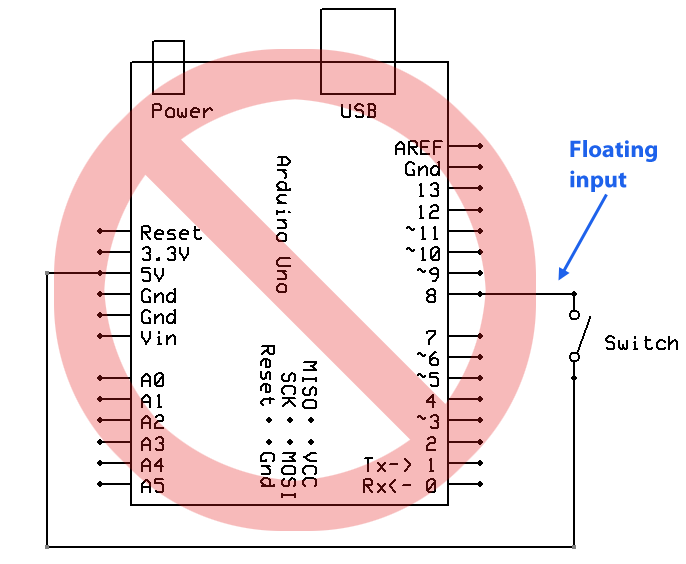 Power
USB
Arduino Uno
Reset
3.3V
5V
Gnd
Gnd
Vin
A0
A1
A2
A3
A4
A5
AREF
Gnd
13
12
~11
~10
~9
8
7
~6
~5
4
~3
2
Tx-> 1
Rx<- 0
MISO
VCC
SCK
MOSI
Reset
Gnd
Floating
input
Switch